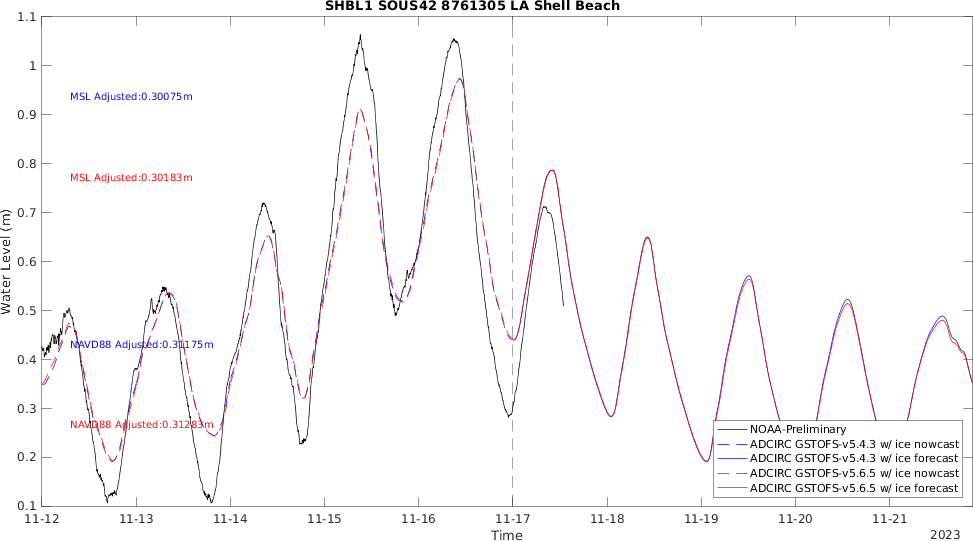 SHBL1 SOUS42 8761305 LA Shell Beach
1.1
1
0.9
0.8
0.7
0.6
0.5
0.4
0.3
0.2
0.1
Water Level (m)
MSL Adjusted:0.30075m
MSL Adjusted:0.30183m
NAVD88 Adjusted:0.31175m
NAVD88 Adjusted:0.31283m
NOAA-Preliminary
ADCIRC GSTOFS-v5.4.3 w/ ice nowcast
ADCIRC GSTOFS-v5.4.3 w/ ice forecast
ADCIRC GSTOFS-v5.6.5 w/ ice nowcast
ADCIRC GSTOFS-v5.6.5 w/ ice forecast
11-12 11-13 11-14 11-15 11-16 11-17 11-18 11-19 11-20 11-21
Time
2023